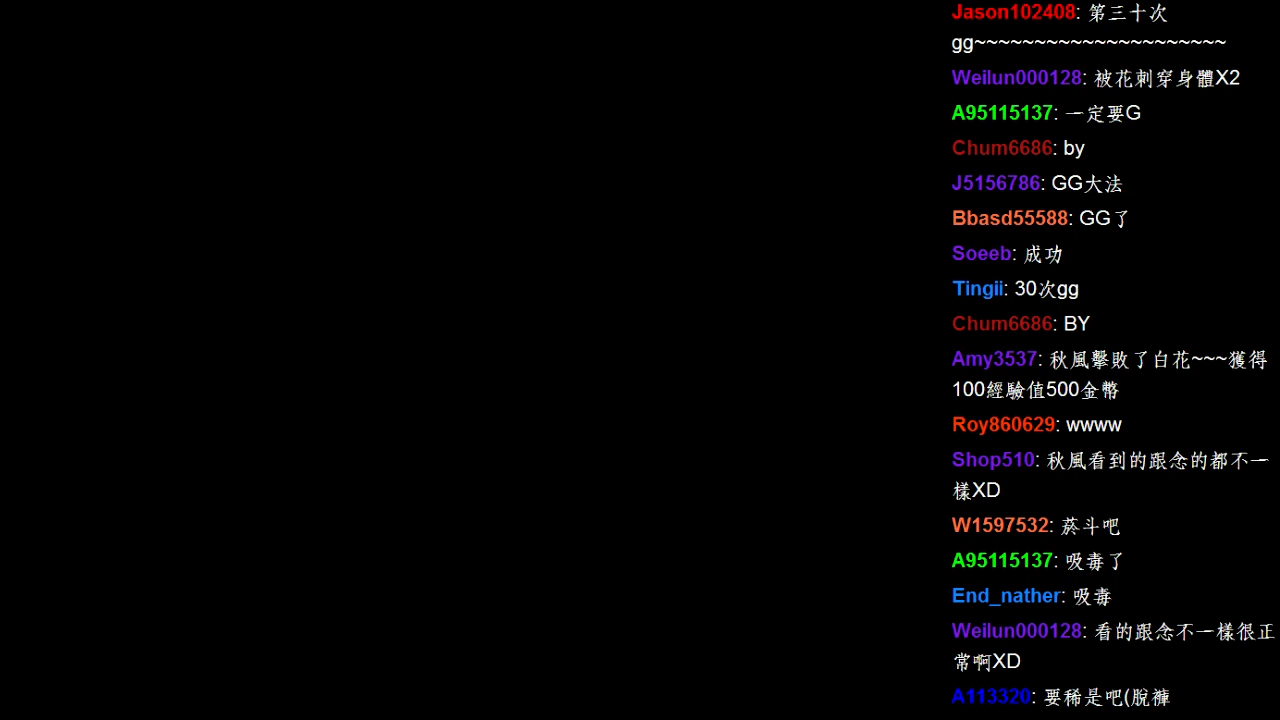 Jason102408: 第三十次
gg~~~~~~~~~~~~~~~~~~~~~
Weilun000128: 被花刺穿身體X2
A95115137: 一定要G
Chum6686: by
J5156786: GG大法
Bbasd55588: GG了
Soeeb: 成功
Tingii: 30次gg
Chum6686: BY
Amy3537: 秋風擊敗了白花~~~獲得
100經驗值500金幣
Roy860629: wwww
Shop510: 秋風看到的跟念的都不一
樣XD
W1597532: 菸斗吧
A95115137: 吸毒了
End_nather: 吸毒
Weilun000128: 看的跟念不一樣很正
常啊XD
A113320: 要稀是吧(脫褲